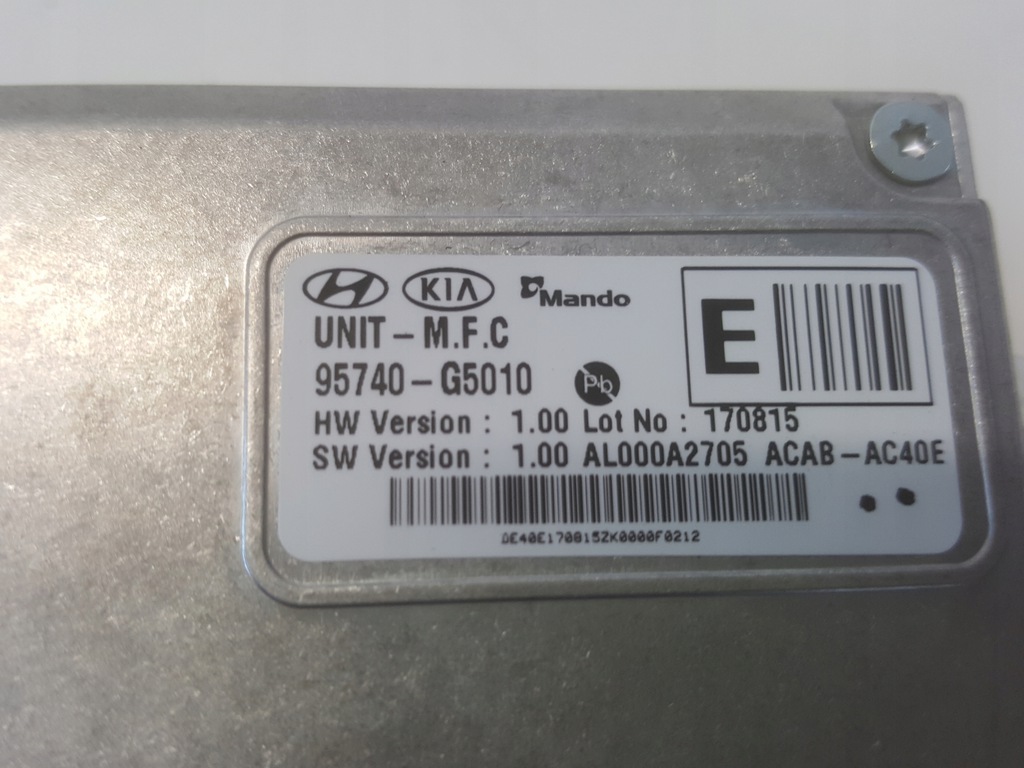 KIA Mando
UNIT - M.F.C
E
95740 - G5010 Pb
HW Version : 1.00 Lot No : 170815
SW Version : 1.00 AL000A2705 ACAB - AC40E
DE40E170815ZK0000F0212